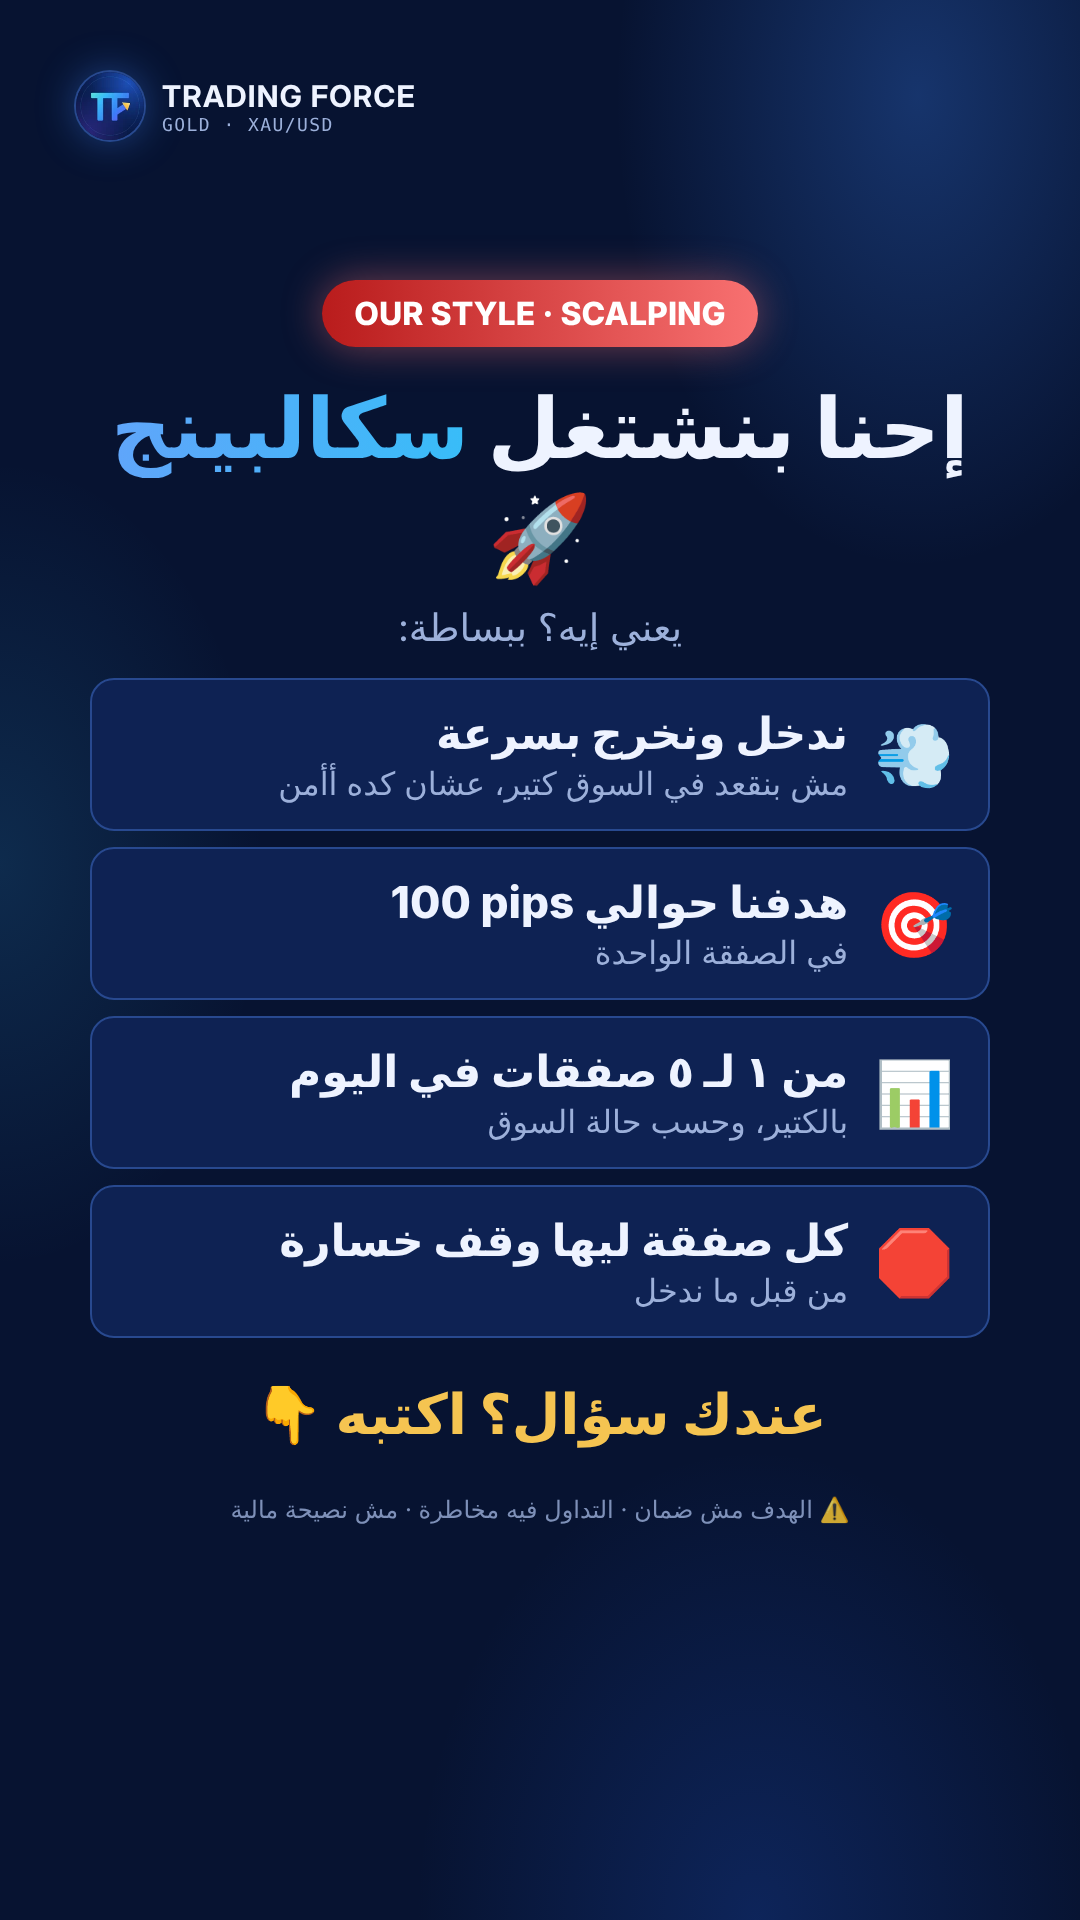 TRADING FORCE
GOLD · XAU/USD
OUR STYLE · SCALPING
إحنا بنشتغل سكالبينج
🚀
يعني إيه؟ ببساطة:
ندخل ونخرج بسرعة
مش بنقعد في السوق كتير، عشان كده أأمن
هدفنا حوالي 100 pips
في الصفقة الواحدة
من ١ لـ ٥ صفقات في اليوم
بالكتير، وحسب حالة السوق
كل صفقة ليها وقف خسارة
من قبل ما ندخل
عندك سؤال؟ اكتبه 👇
⚠️ الهدف مش ضمان · التداول فيه مخاطرة · مش نصيحة مالية